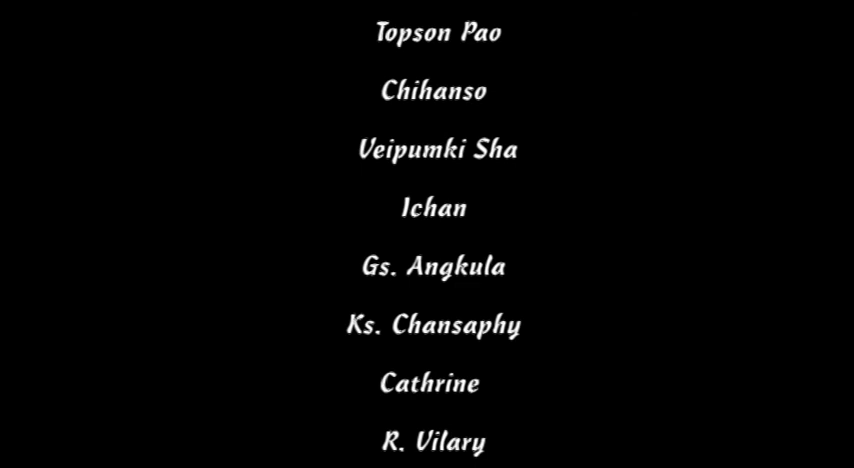 Topson Pao
Chihanso
Veipumki Sha
Ichan
Gs. Angkula
Ks. Chansaphy
Cathrine
R. Vilary